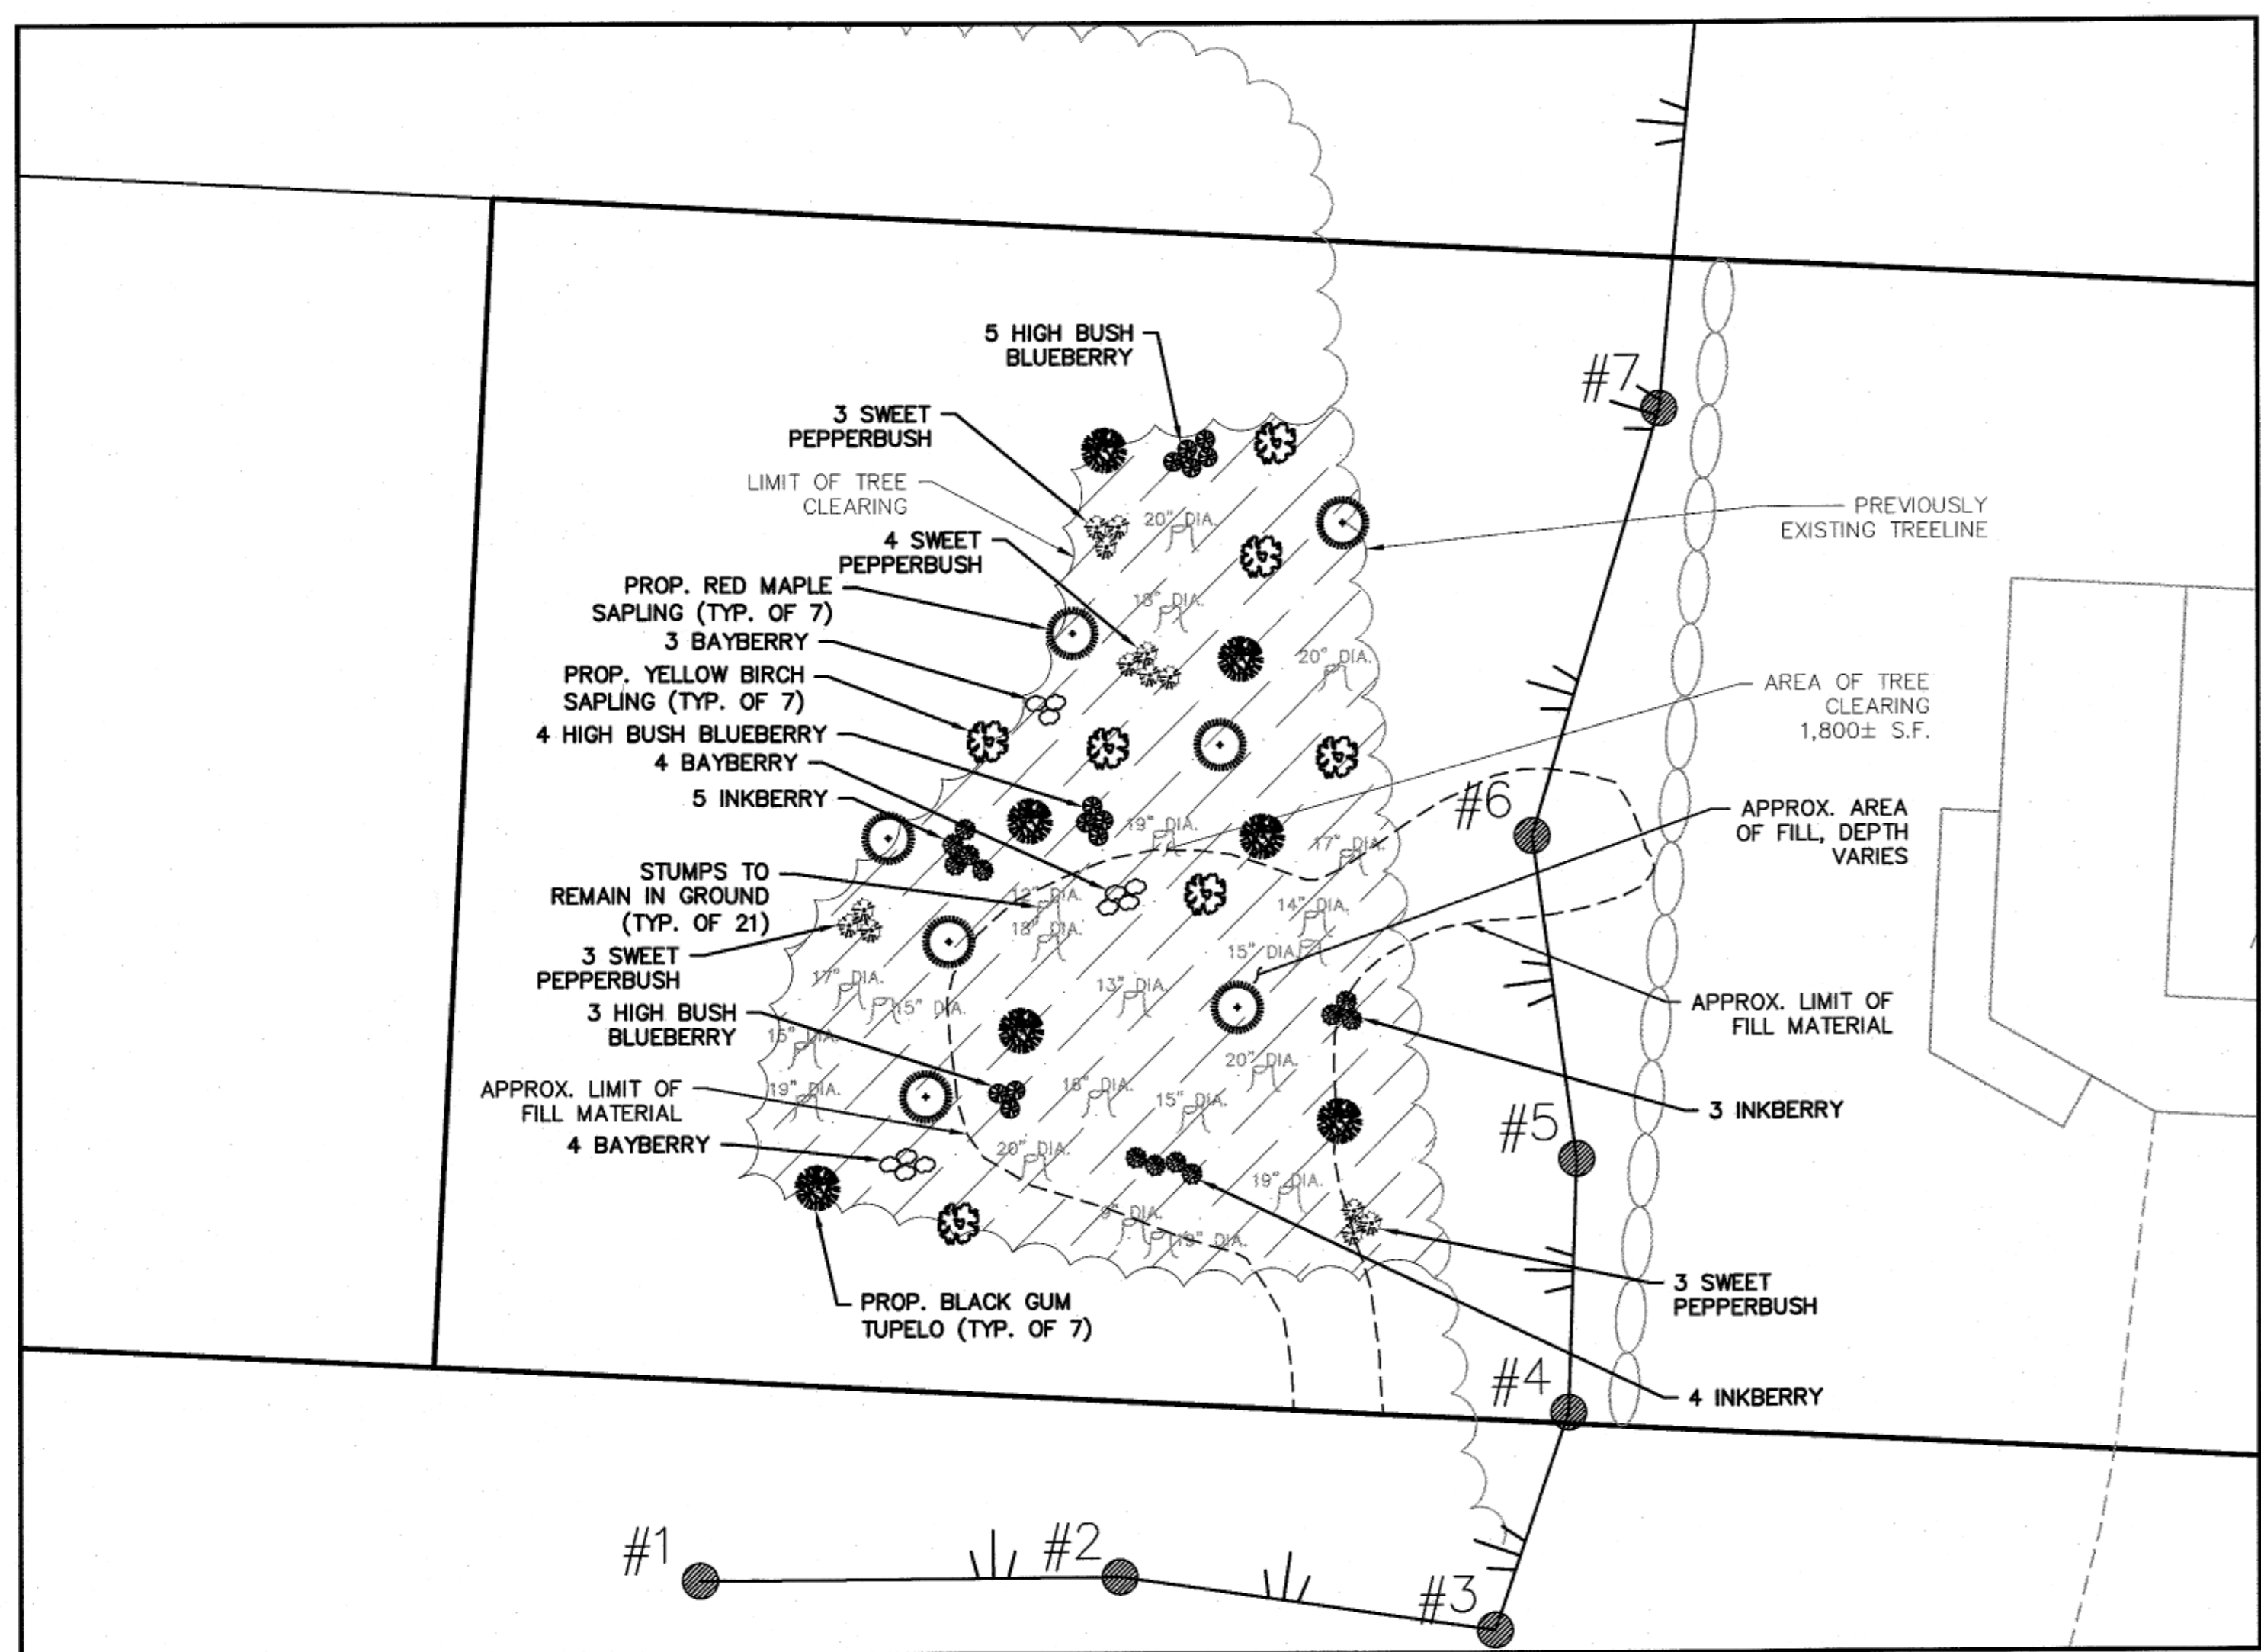 5 HIGH BUSH
BLUEBERRY
#7
3 SWEET
PEPPERBUSH
LIMIT OF TREE
CLEARING
PREVIOUSLY
EXISTING TREELINE
20" DIA.
4 SWEET
PEPPERBUSH
PROP. RED MAPLE
SAPLING (TYP. OF 7)
18" DIA.
3 BAYBERRY
20" DIA.
PROP. YELLOW BIRCH
SAPLING (TYP. OF 7)
AREA OF TREE
CLEARING
1,800± S.F.
4 HIGH BUSH BLUEBERRY
4 BAYBERRY
5 INKBERRY
#6
APPROX. AREA
OF FILL, DEPTH
VARIES
19" DIA.
17" DIA.
STUMPS TO
REMAIN IN GROUND
(TYP. OF 21)
12" DIA.
18" DIA.
14" DIA.
15" DIA.
3 SWEET
PEPPERBUSH
17" DIA.
15" DIA.
13" DIA.
3 HIGH BUSH
BLUEBERRY
APPROX. LIMIT OF
FILL MATERIAL
DIA.
20" DIA.
APPROX. LIMIT OF
FILL MATERIAL
19" DIA.
DIA.
15" DIA.
3 INKBERRY
#5
4 BAYBERRY
20" DIA.
19" DIA.
DIA.
19" DIA.
3 SWEET
PEPPERBUSH
PROP. BLACK GUM
TUPELO (TYP. OF 7)
#4
4 INKBERRY
#1
#2
#3